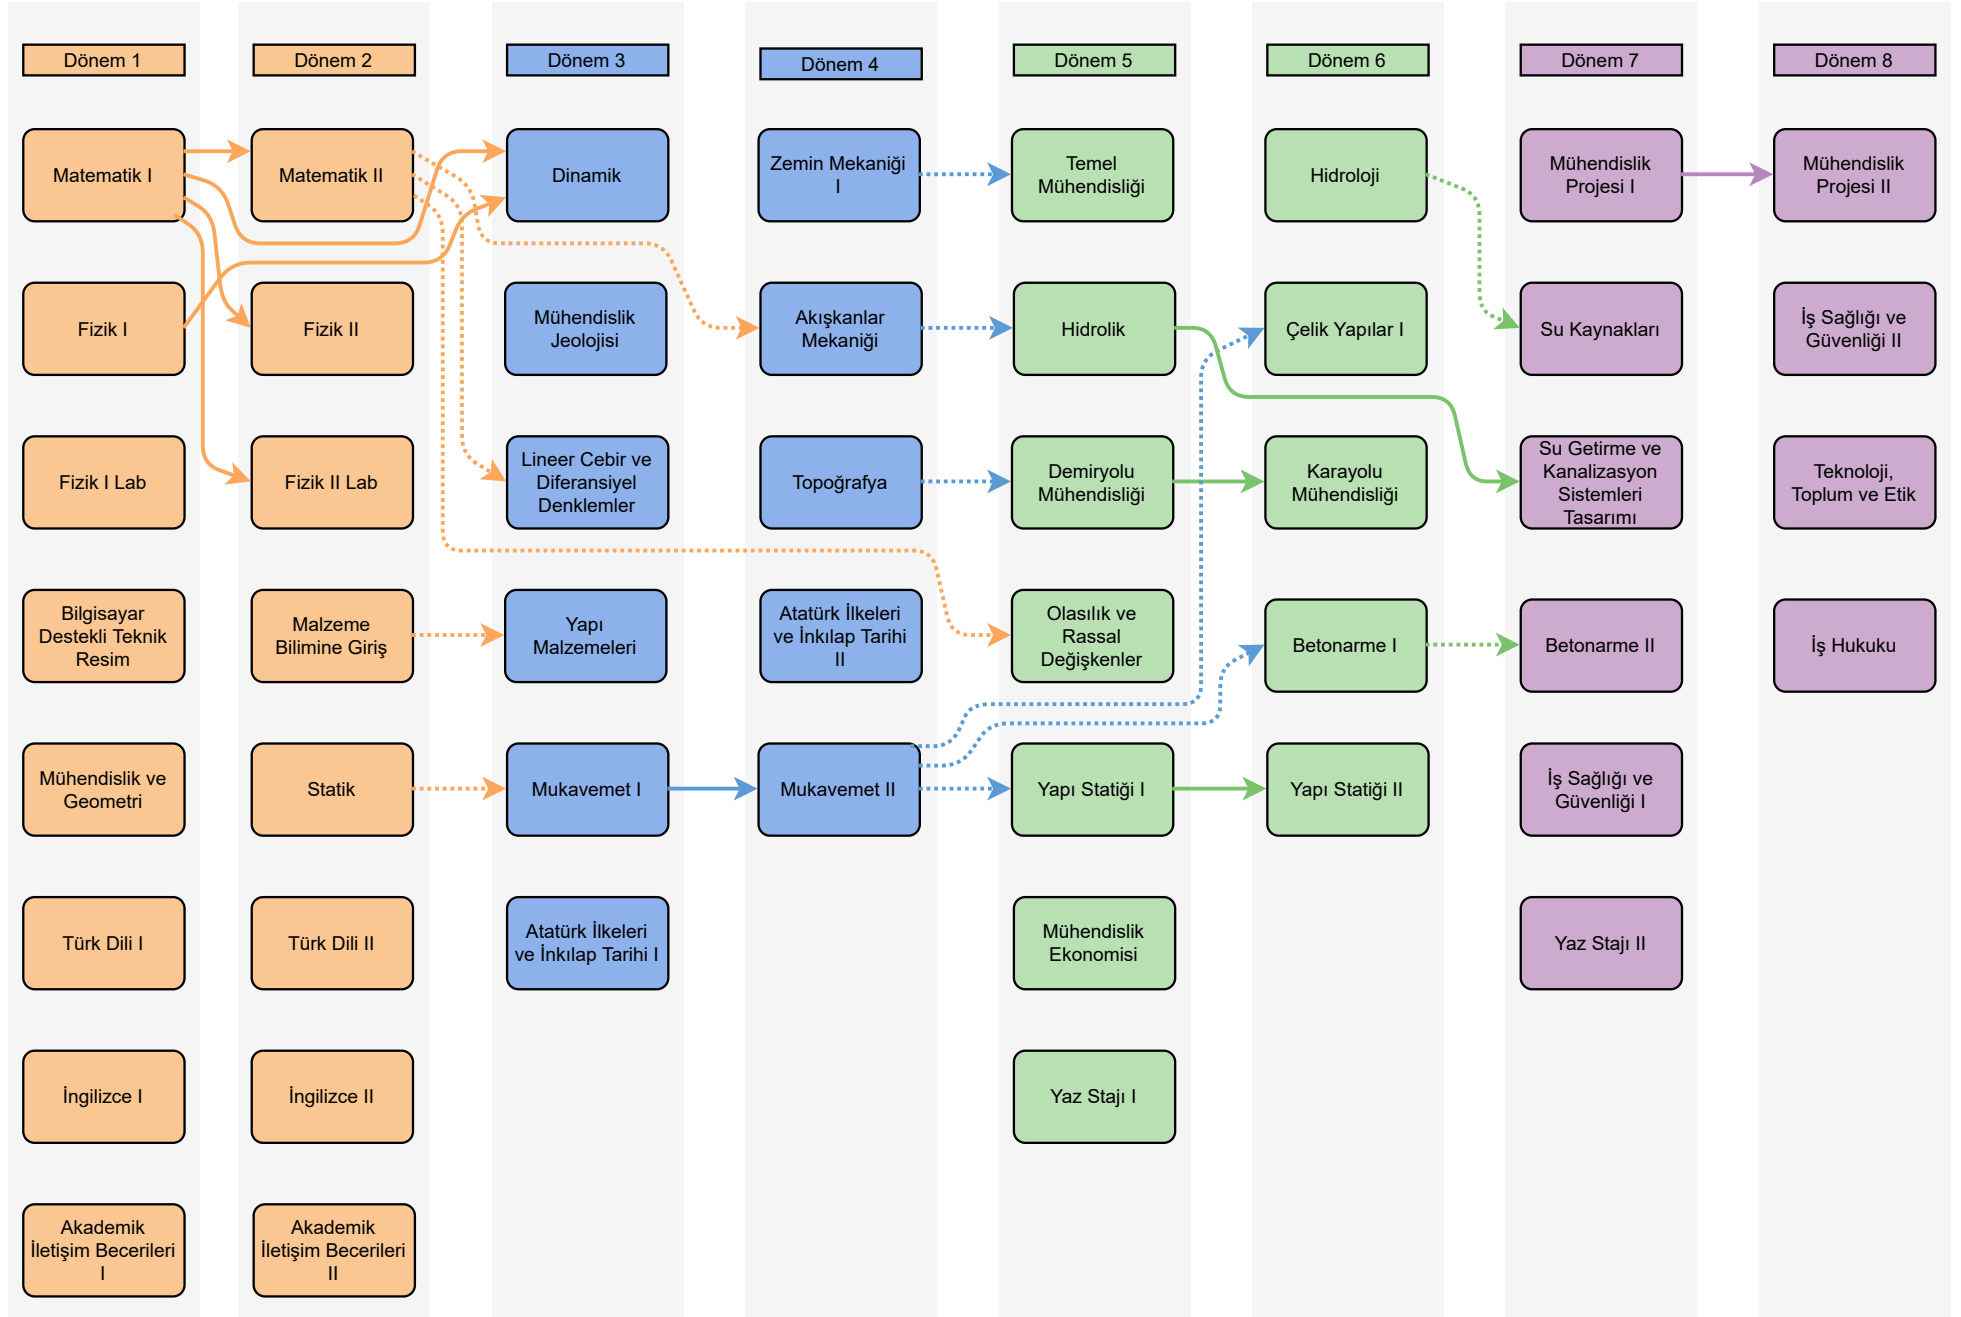 Dönem 1
Dönem 2
Dönem 3
Dönem 4
Dönem 5
Dönem 6
Dönem 7
Dönem 8
Matematik I
Matematik II
Dinamik
Zemin Mekaniği
I
Temel
Mühendisliği
Hidroloji
Mühendislik
Projesi I
Mühendislik
Projesi II
Fizik I
Fizik II
Mühendislik
Jeolojisi
Akışkanlar
Mekaniği
Hidrolik
Çelik Yapılar I
Su Kaynakları
İş Sağlığı ve
Güvenliği II
Fizik I Lab
Fizik II Lab
Lineer Cebir ve
Diferansiyel
Denklemler
Topoğrafya
Demiryolu
Mühendisliği
Karayolu
Mühendisliği
Su Getirme ve
Kanalizasyon
Sistemleri
Tasarımı
Teknoloji,
Toplum ve Etik
Bilgisayar
Destekli Teknik
Resim
Malzeme
Bilimine Giriş
Yapı
Malzemeleri
Atatürk İlkeleri
ve İnkılap Tarihi
II
Olasılık ve
Rassal
Değişkenler
Betonarme I
Betonarme II
İş Hukuku
Mühendislik ve
Geometri
Statik
Mukavemet I
Mukavemet II
Yapı Statiği I
Yapı Statiği II
İş Sağlığı ve
Güvenliği I
Türk Dili I
Türk Dili II
Atatürk İlkeleri
ve İnkılap Tarihi I
Mühendislik
Ekonomisi
Yaz Stajı II
İngilizce I
İngilizce II
Yaz Stajı I
Akademik
İletişim Becerileri
I
Akademik
İletişim Becerileri
II